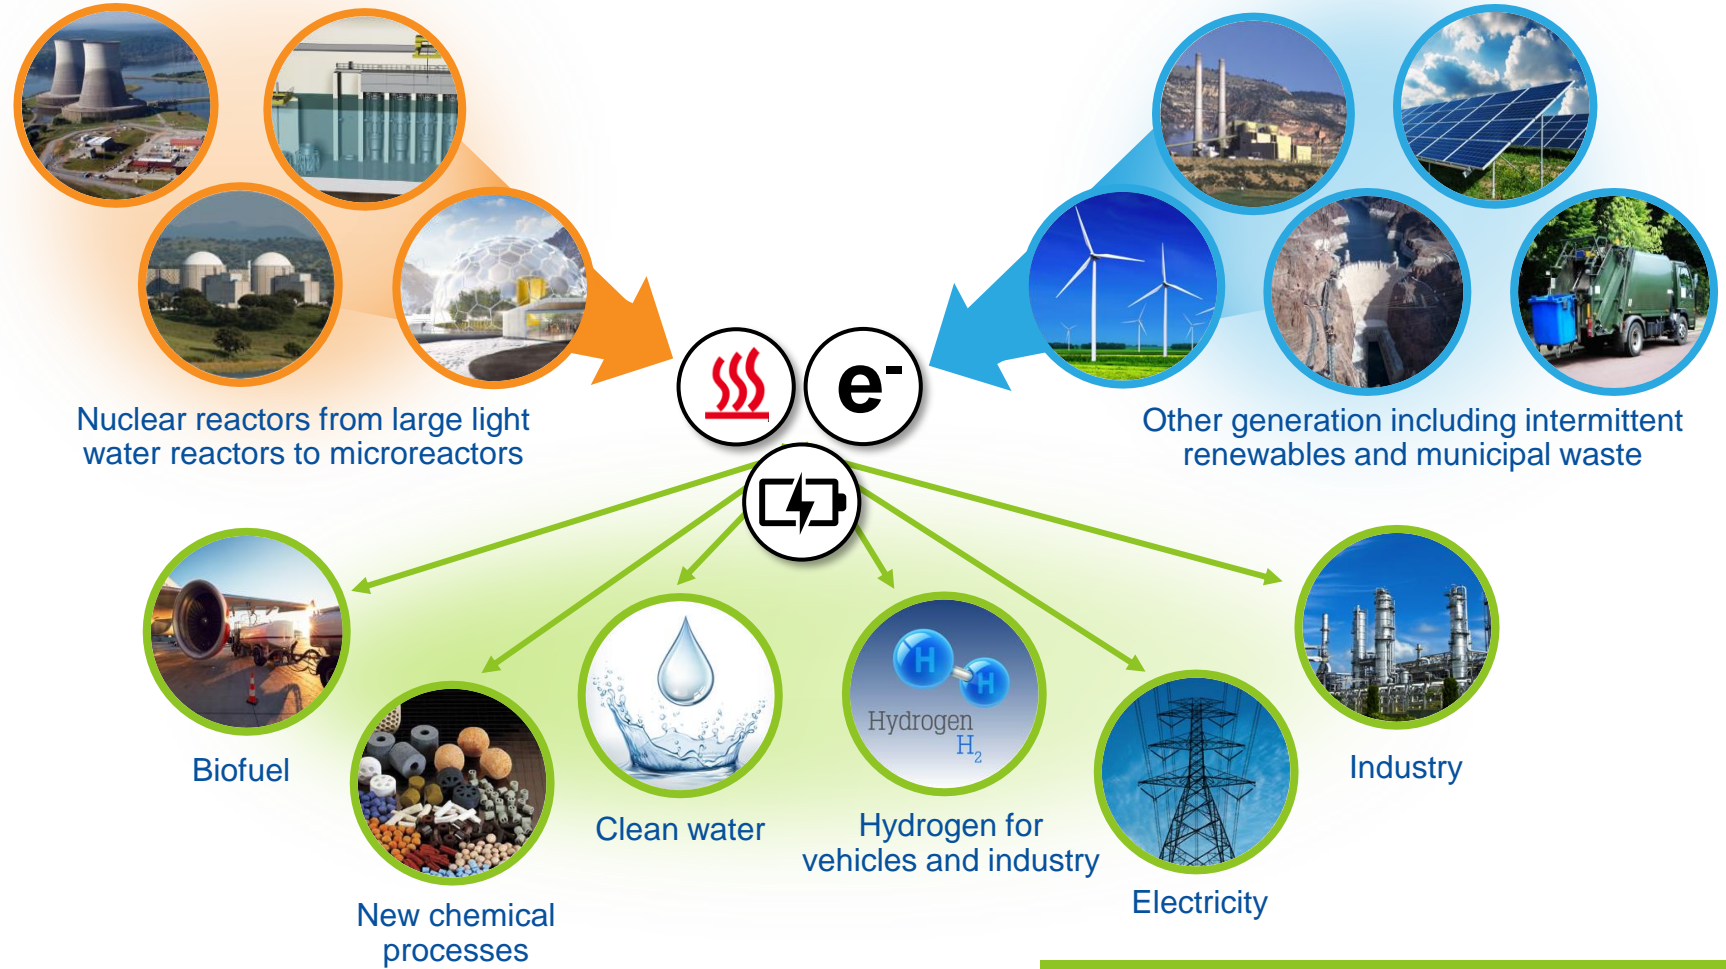 e-
Nuclear reactors from large light
water reactors to microreactors
Other generation including intermittent
renewables and municipal waste
H
H
Hydrogen
H2
Biofuel
Industry
Clean water
Hydrogen for
vehicles and industry
Electricity
New chemical
processes